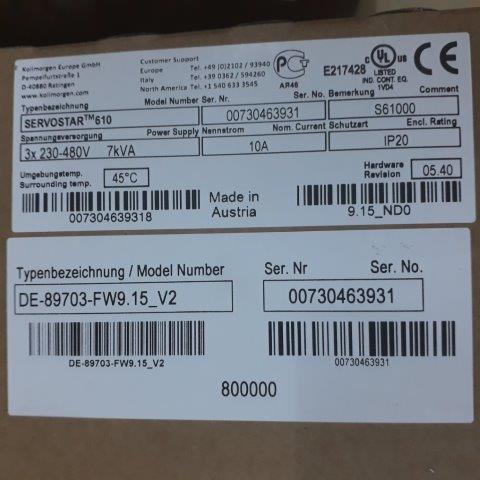 Kollmorgen Europe GmbH
Pempelfurtstraße 1
D-40880 Ratingen
www.kollmorgen.com
Customer Support
Europe Tel. +49 (0)2102 / 93940
Italy Tel. +39 0362 / 594260
North America Tel. +1 540 633 3545
AR46
E217428
C UL US
LISTED
IND. CONT. EQ.
1VD4
CE
Typenbezeichnung Model Number
SERVOSTAR™610
Ser. Nr. Ser. No.
00730463931
Bemerkung Comment
S61000
Spannungsversorgung Power Supply
3x 230-480V 7kVA
Nennstrom Nom. Current
10A
Schutzart Encl. Rating
IP20
Umgebungstemp.
Surrounding temp. 45°C
Hardware
Revision 05.40
007304639318
Made in
Austria
9.15_ND0
Typenbezeichnung / Model Number
DE-89703-FW9.15_V2
Ser. Nr Ser. No.
00730463931
DE-89703-FW9.15_V2
00730463931
800000